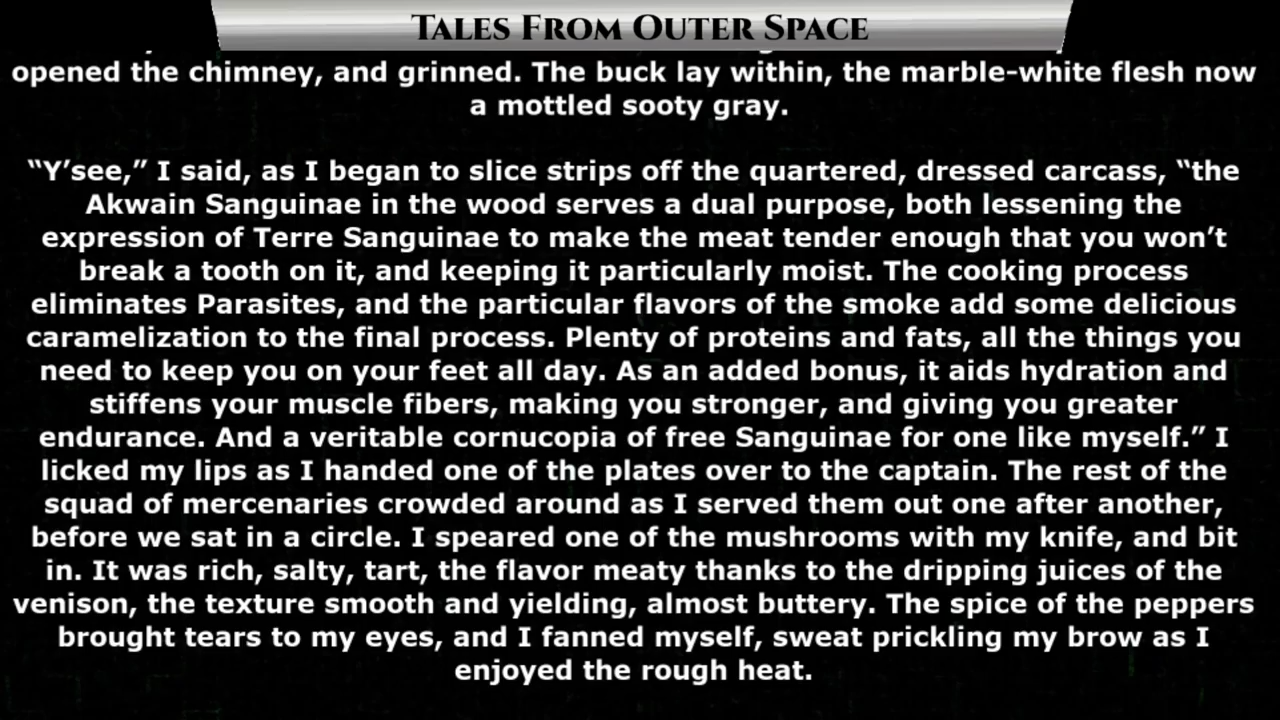 TALES FROM OUTER SPACE
opened the chimney, and grinned. The buck lay within, the marble-white flesh now
a mottled sooty gray.
“Y’see,” I said, as I began to slice strips off the quartered, dressed carcass, “the
Akwain Sanguinae in the wood serves a dual purpose, both lessening the
expression of Terre Sanguinae to make the meat tender enough that you won’t
break a tooth on it, and keeping it particularly moist. The cooking process
eliminates Parasites, and the particular flavors of the smoke add some delicious
caramelization to the final process. Plenty of proteins and fats, all the things you
need to keep you on your feet all day. As an added bonus, it aids hydration and
stiffens your muscle fibers, making you stronger, and giving you greater
endurance. And a veritable cornucopia of free Sanguinae for one like myself.” I
licked my lips as I handed one of the plates over to the captain. The rest of the
squad of mercenaries crowded around as I served them out one after another,
before we sat in a circle. I speared one of the mushrooms with my knife, and bit
in. It was rich, salty, tart, the flavor meaty thanks to the dripping juices of the
venison, the texture smooth and yielding, almost buttery. The spice of the peppers
brought tears to my eyes, and I fanned myself, sweat prickling my brow as I
enjoyed the rough heat.